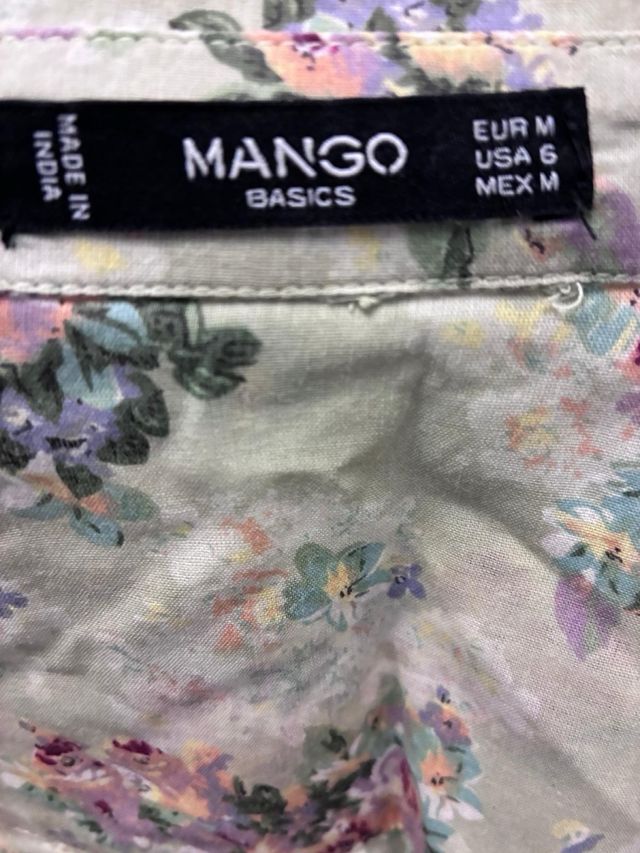 MADE IN
INDIA
MANGO
BASICS
EUR M
USA 6
MEX M